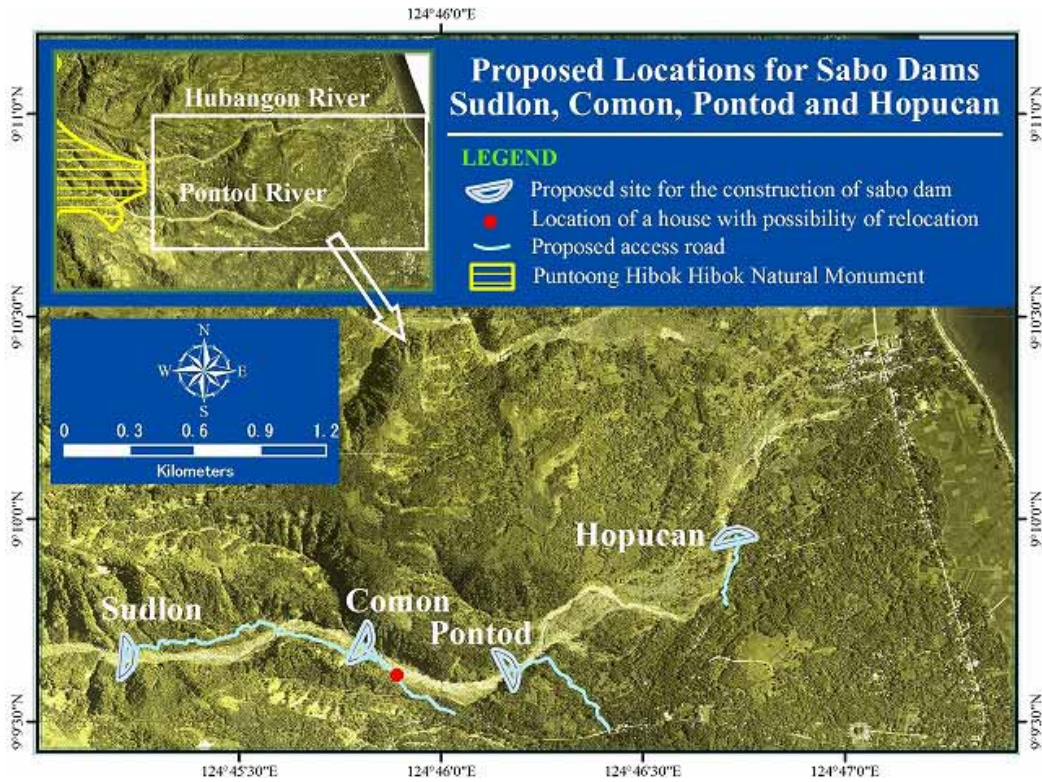 124°46'0"E
Proposed Locations for Sabo Dams
Sudlon, Comon, Pontod and Hopucan
LEGEND
Proposed site for the construction of sabo dam
Location of a house with possibility of relocation
Proposed access road
Puntoong Hibok Hibok Natural Monument
Hubangon River
Pontod River
9°11'0"N
9°11'0"N
9°10'30"N
9°10'30"N
N
W
E
S
0 0.3 0.6 0.9 1.2
Kilometers
9°10'0"N
9°10'0"N
Hopucan
Sudlon
Comon
Pontod
9°9'30"N
9°9'30"N
124°45'30"E
124°46'0"E
124°46'30"E
124°47'0"E